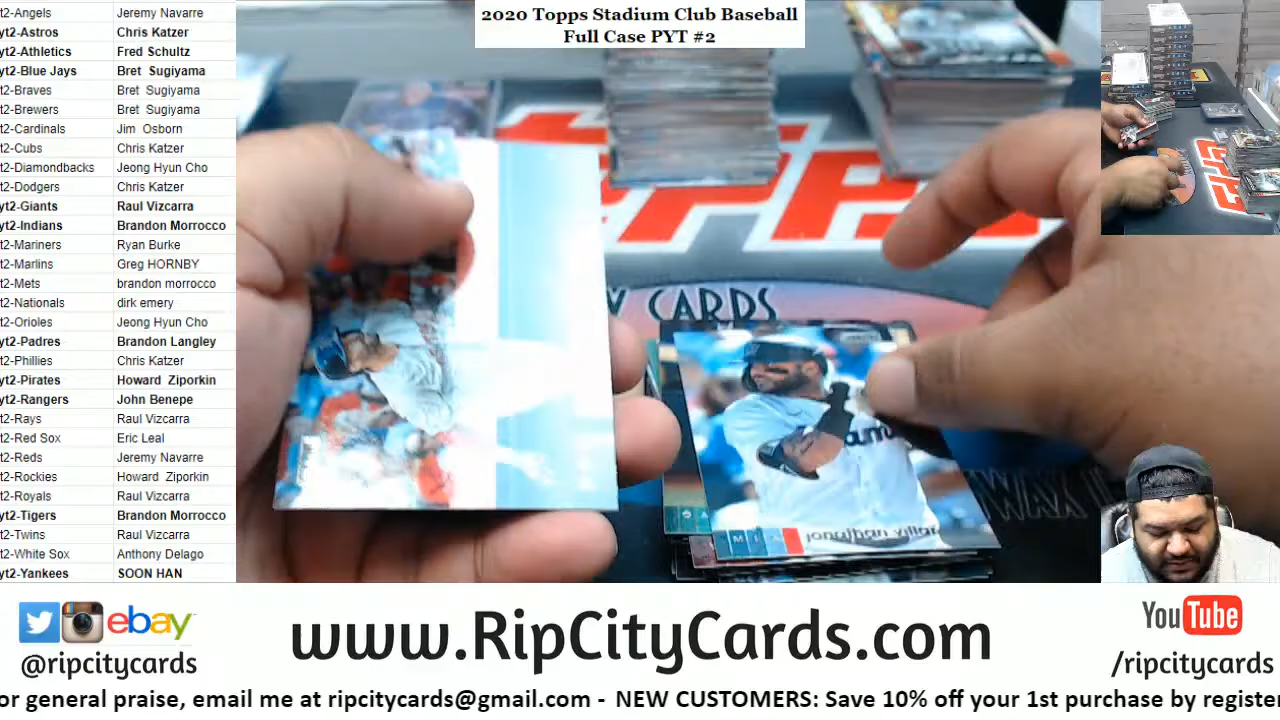 2020 Topps Stadium Club Baseball
Full Case PYT #2
t2-Angels Jeremy Navarre
yt2-Astros Chris Katzer
yt2-Athletics Fred Schultz
yt2-Blue Jays Bret Sugiyama
t2-Braves Bret Sugiyama
t2-Brewers Bret Sugiyama
t2-Cardinals Jim Osborn
t2-Cubs Chris Katzer
t2-Diamondbacks Jeong Hyun Cho
t2-Dodgers Chris Katzer
yt2-Giants Raul Vizcarra
yt2-Indians Brandon Morrocco
t2-Mariners Ryan Burke
t2-Marlins Greg HORNBY
t2-Mets brandon morrocco
t2-Nationals dirk emery
t2-Orioles Jeong Hyun Cho
yt2-Padres Brandon Langley
t2-Phillies Chris Katzer
yt2-Pirates Howard Ziporkin
yt2-Rangers John Benepe
t2-Rays Raul Vizcarra
t2-Red Sox Eric Leal
t2-Reds Jeremy Navarre
t2-Rockies Howard Ziporkin
t2-Royals Raul Vizcarra
yt2-Tigers Brandon Morrocco
t2-Twins Raul Vizcarra
t2-White Sox Anthony Delago
yt2-Yankees SOON HAN
CARDS
WAX
MIA jonathan villar
ebay
@ripcitycards
www.RipCityCards.com
YouTube
/ripcitycards
or general praise, email me at ripcitycards@gmail.com - NEW CUSTOMERS: Save 10% off your 1st purchase by register